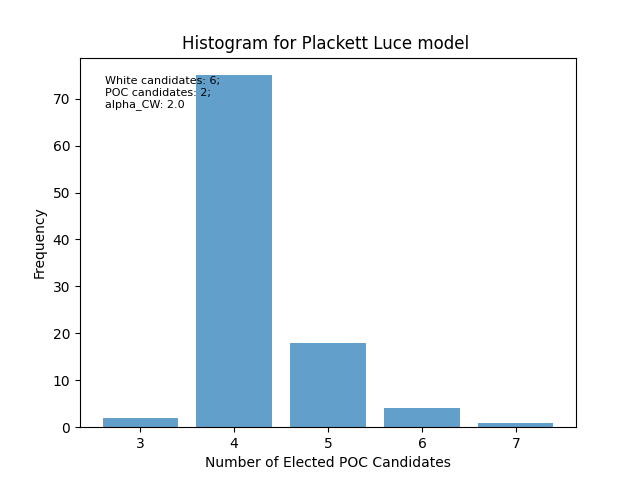 Histogram for Plackett Luce model
White candidates: 6;
POC candidates: 2;
alpha_CW: 2.0
Frequency
70
60
50
40
30
20
10
0
3 4 5 6 7
Number of Elected POC Candidates